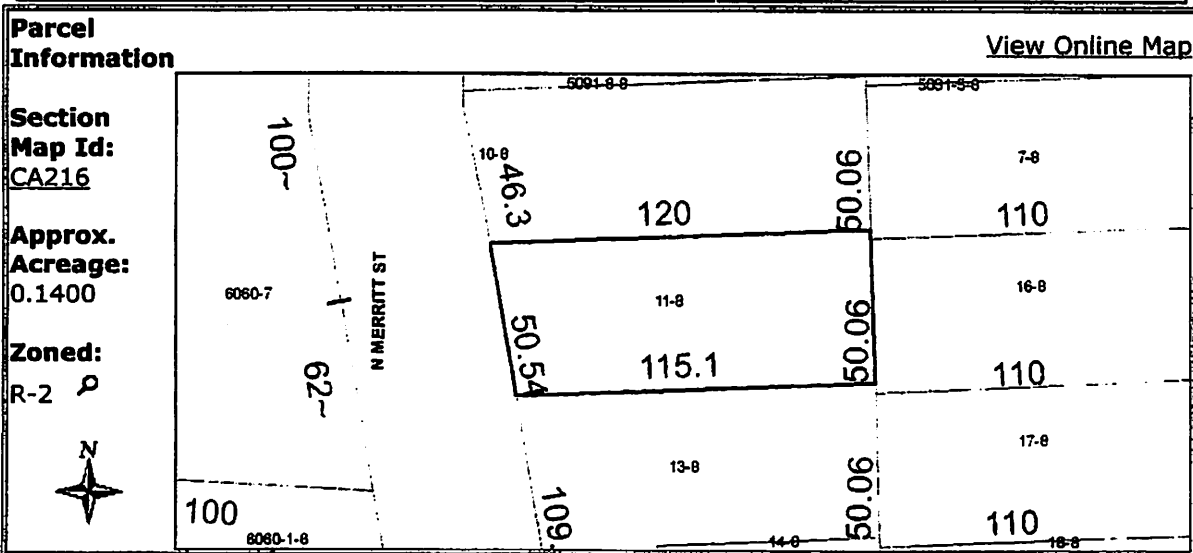 Parcel
Information
View Online Map
Section
Map Id:
CA216
Approx.
Acreage:
0.1400
Zoned:
R-2
N
5091-8-8
5091-5-8
100~
10-8
46.3
120
50.06
7-8
110
6060-7
N MERRITT ST
11-8
16-8
62~
50.54
115.1
50.06
110
13-8
17-8
100
6060-1-8
109.
14-8
50.06
110
18-8